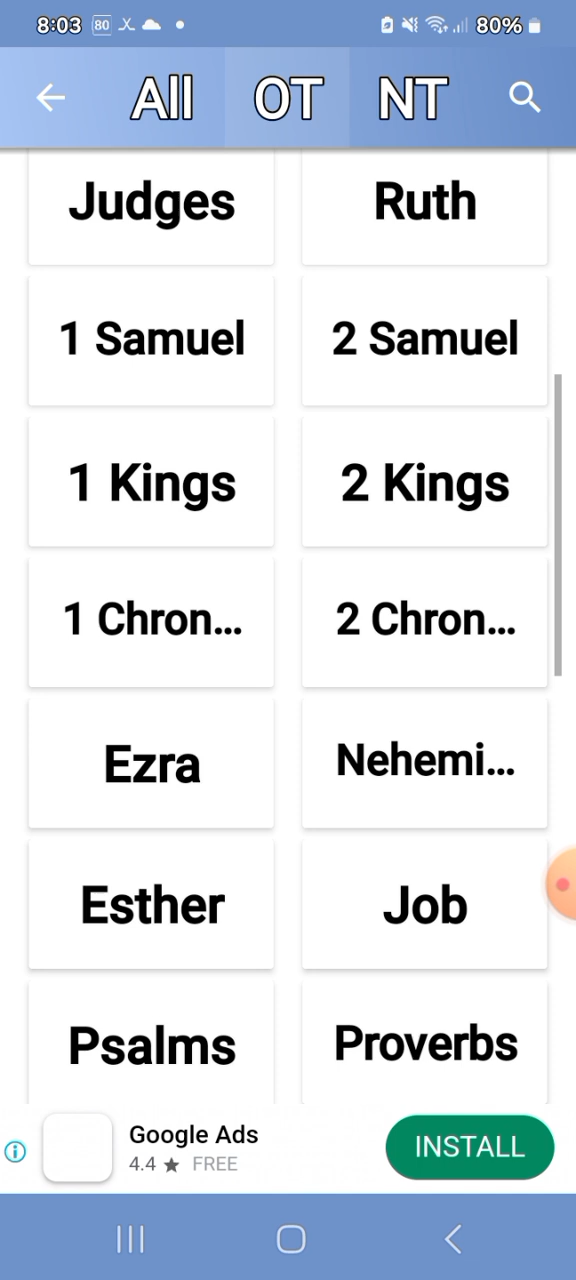 8:03 80 80%
All OT NT
Judges Ruth
1 Samuel 2 Samuel
1 Kings 2 Kings
1 Chron... 2 Chron...
Ezra Nehemi...
Esther Job
Psalms Proverbs
Google Ads
4.4 ★ FREE
INSTALL